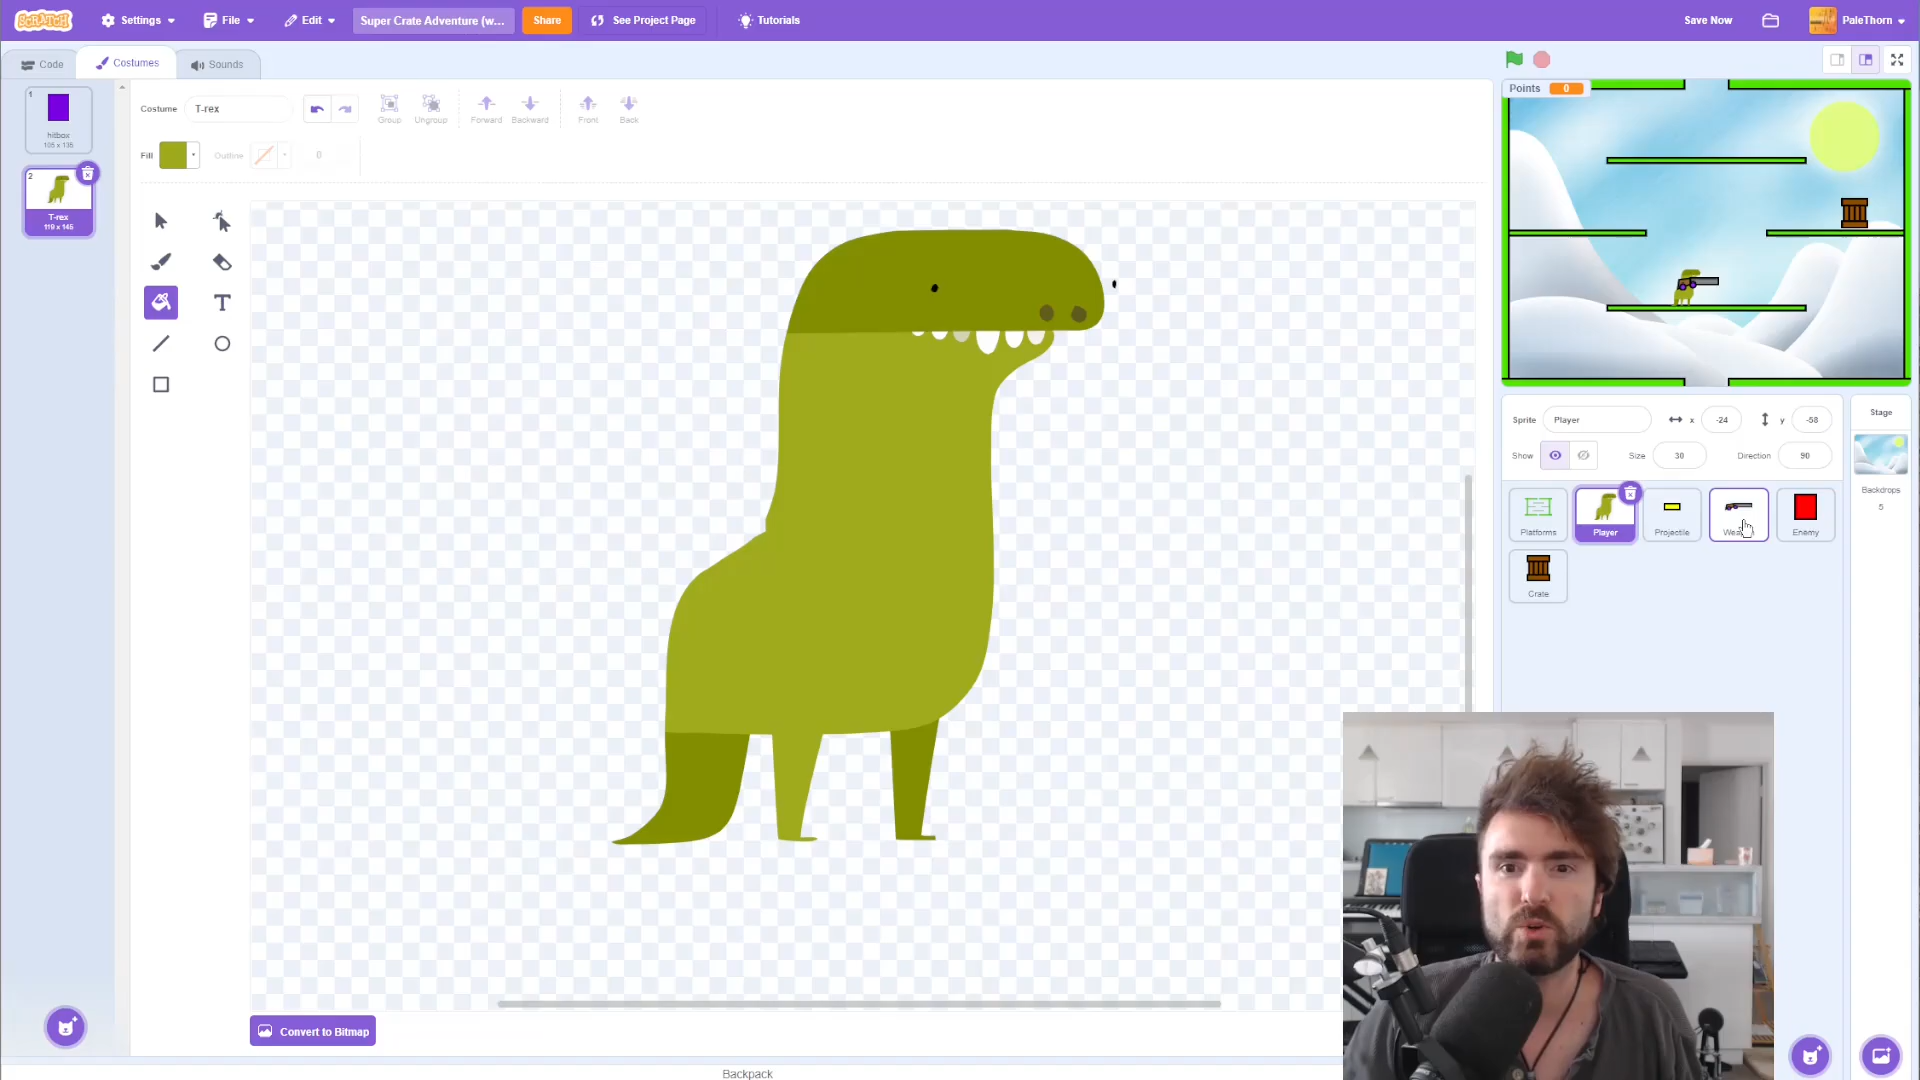 SCRATCH Settings File Edit Super Crate Adventure (w... Share See Project Page Tutorials Save Now PaleThorn
Code Costumes Sounds
1
hitbox
105 x 135
2
T-rex
119 x 145
Costume T-rex Group Ungroup Forward Backward Front Back
Fill Outline 0
T
Convert to Bitmap
Backpack
Points 0
Sprite Player x -24 y -58
Show Size 30 Direction 90
Platforms Player Projectile Enemy
Crate
Stage
Backdrops
5